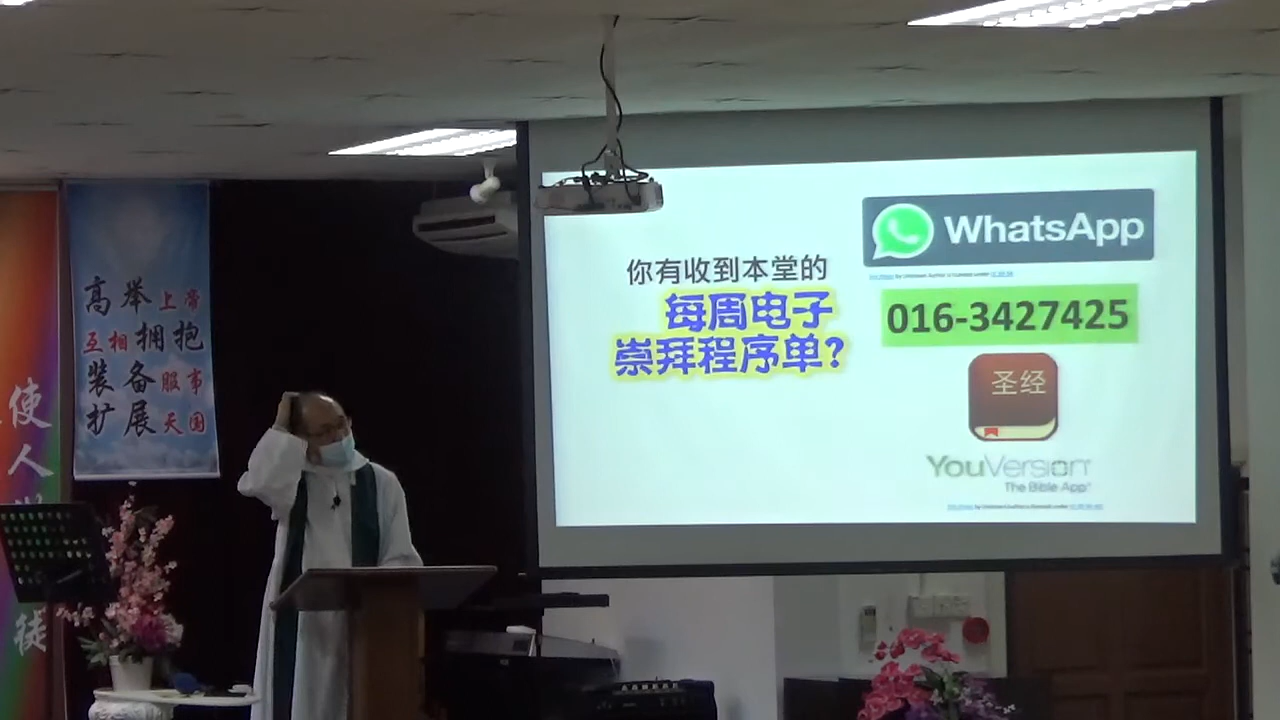 高举上帝
互相拥抱
装备服事
扩展天国
使
人
徒
你有收到本堂的
每周电子
崇拜程序单?
WhatsApp
016-3427425
圣经
YouVersion
The Bible App